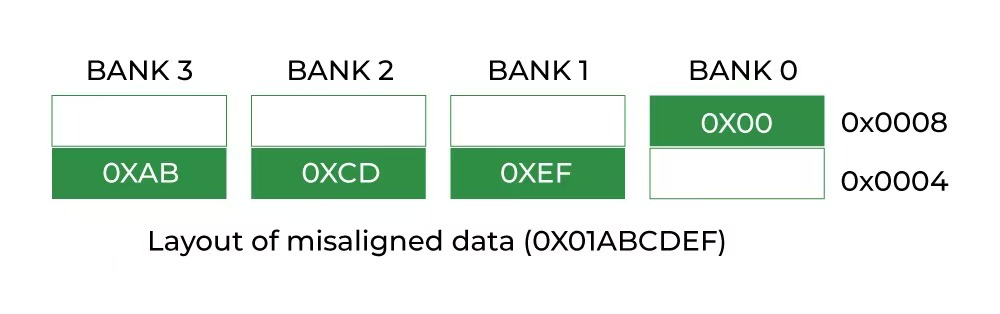 BANK 3 BANK 2 BANK 1 BANK 0
0X00 0x0008
0XAB 0XCD 0XEF 0x0004
Layout of misaligned data (0X01ABCDEF)